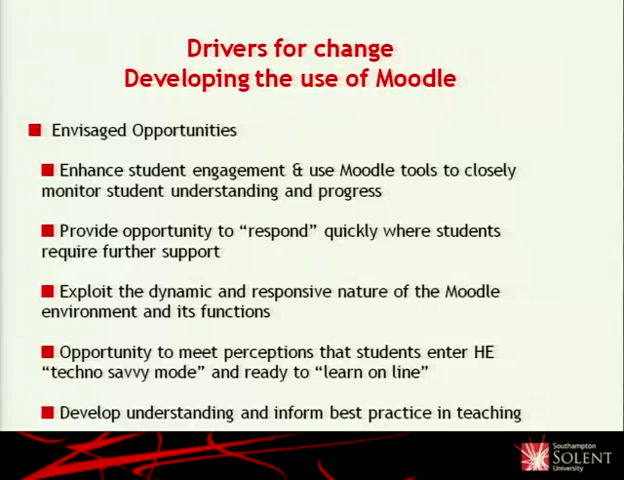 Drivers for change
Developing the use of Moodle
Envisaged Opportunities
Enhance student engagement & use Moodle tools to closely
monitor student understanding and progress
Provide opportunity to “respond” quickly where students
require further support
Exploit the dynamic and responsive nature of the Moodle
environment and its functions
Opportunity to meet perceptions that students enter HE
“techno savvy mode” and ready to “learn on line”
Develop understanding and inform best practice in teaching
Southampton
SOLENT
University